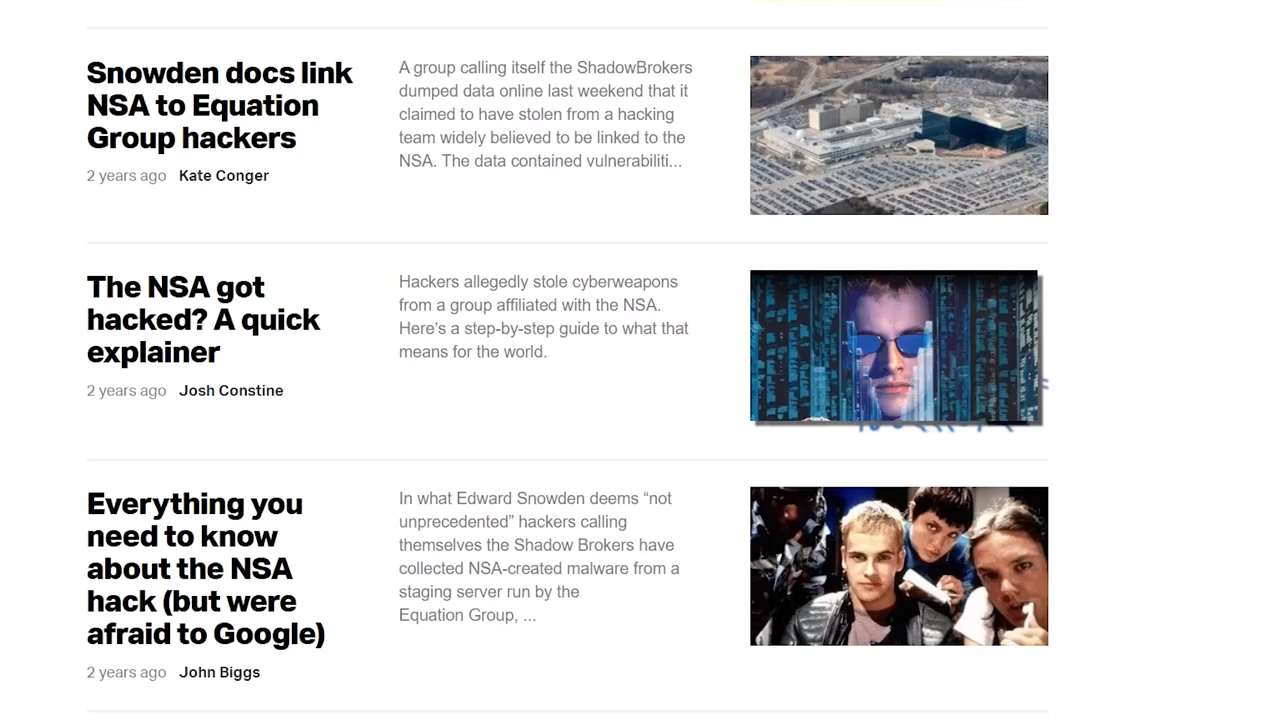 Snowden docs link
NSA to Equation
Group hackers
2 years ago Kate Conger
A group calling itself the ShadowBrokers
dumped data online last weekend that it
claimed to have stolen from a hacking
team widely believed to be linked to the
NSA. The data contained vulnerabiliti...
The NSA got
hacked? A quick
explainer
2 years ago Josh Constine
Hackers allegedly stole cyberweapons
from a group affiliated with the NSA.
Here’s a step-by-step guide to what that
means for the world.
Everything you
need to know
about the NSA
hack (but were
afraid to Google)
2 years ago John Biggs
In what Edward Snowden deems “not
unprecedented” hackers calling
themselves the Shadow Brokers have
collected NSA-created malware from a
staging server run by the
Equation Group, ...